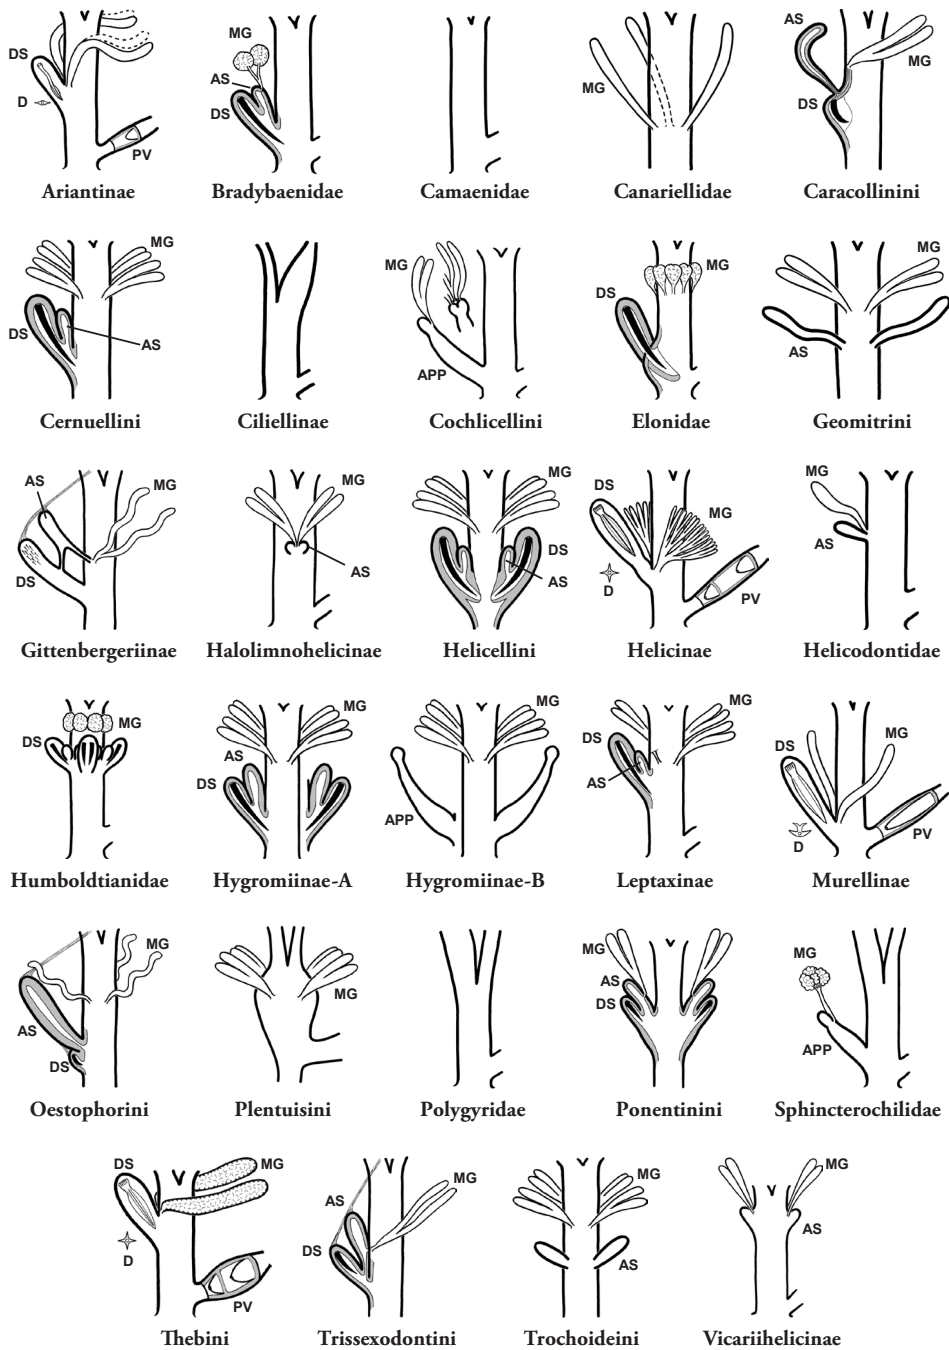 DS
D
PV
Ariantinae
MG
AS
DS
Bradybaenidae
Camaenidae
MG
Canariellidae
AS
MG
DS
Caracollinini
MG
DS
AS
Cernuellini
Ciliellinae
MG
APP
Cochlicellini
MG
DS
Elonidae
MG
AS
Geomitrini
AS
MG
DS
Gittenbergeriinae
MG
AS
Halolimnohelicinae
MG
DS
AS
Helicellini
DS
MG
D
PV
Helicinae
MG
AS
Helicodontidae
MG
DS
Humboldtianidae
MG
AS
DS
Hygromiinae-A
MG
APP
Hygromiinae-B
MG
DS
AS
Leptaxinae
DS
MG
D
PV
Murellinae
MG
AS
DS
Oestophorini
MG
Plentuisini
Polygyridae
MG
AS
DS
Ponentinini
MG
APP
Sphincterochilidae
DS
MG
D
PV
Thebini
MG
AS
DS
Trissexodontini
MG
AS
Trochoideini
MG
AS
Vicariihelicinae